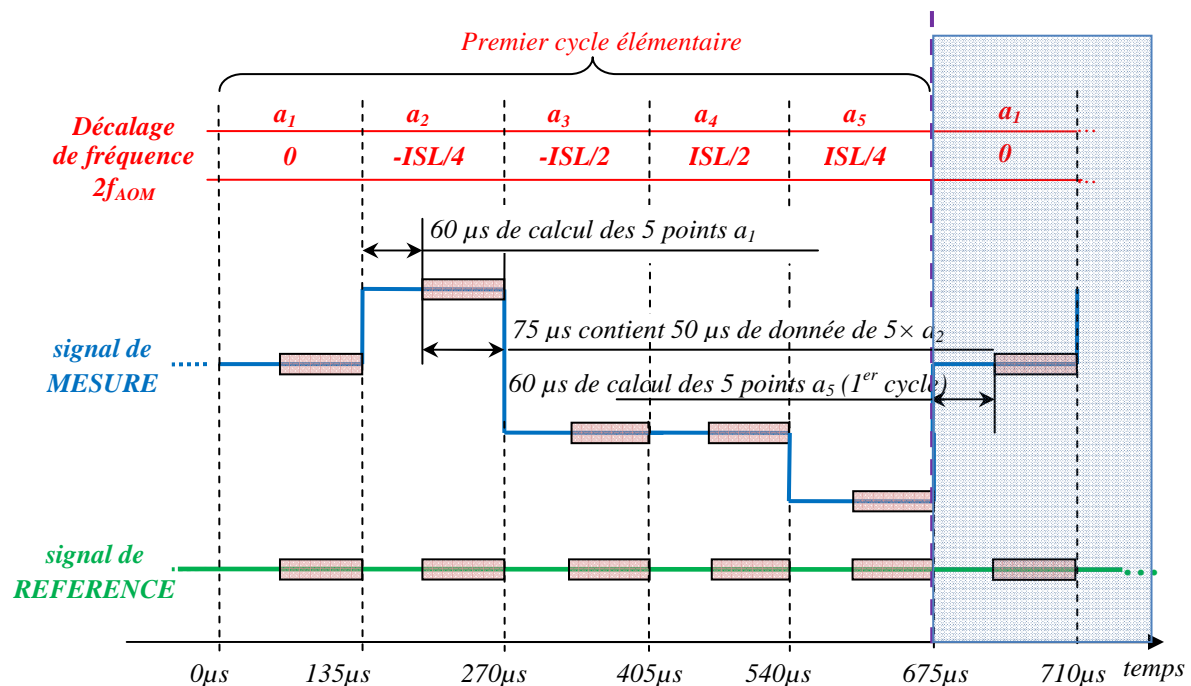 Premier cycle élémentaire
Décalage
de fréquence
2f_AOM
a₁ a₂ a₃ a₄ a₅ a₁
0 -ISL/4 -ISL/2 ISL/2 ISL/4 0
60 µs de calcul des 5 points a₁
75 µs contient 50 µs de donnée de 5× a₂
signal de
MESURE
60 µs de calcul des 5 points a₅ (1er cycle)
signal de
REFERENCE
0µs 135µs 270µs 405µs 540µs 675µs 710µs temps